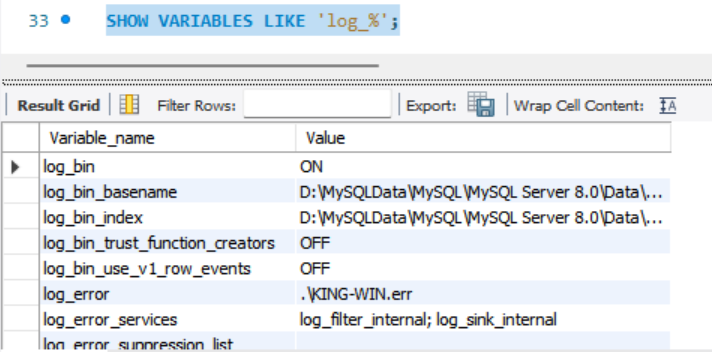 33 SHOW VARIABLES LIKE 'log_%';
Result Grid Filter Rows: Export: Wrap Cell Content: IA
Variable_name Value
log_bin ON
log_bin_basename D:\MySQLData\MySQL\MySQL Server 8.0\Data\...
log_bin_index D:\MySQLData\MySQL\MySQL Server 8.0\Data\...
log_bin_trust_function_creators OFF
log_bin_use_v1_row_events OFF
log_error .\KING-WIN.err
log_error_services log_filter_internal; log_sink_internal
log_error_suppression_list